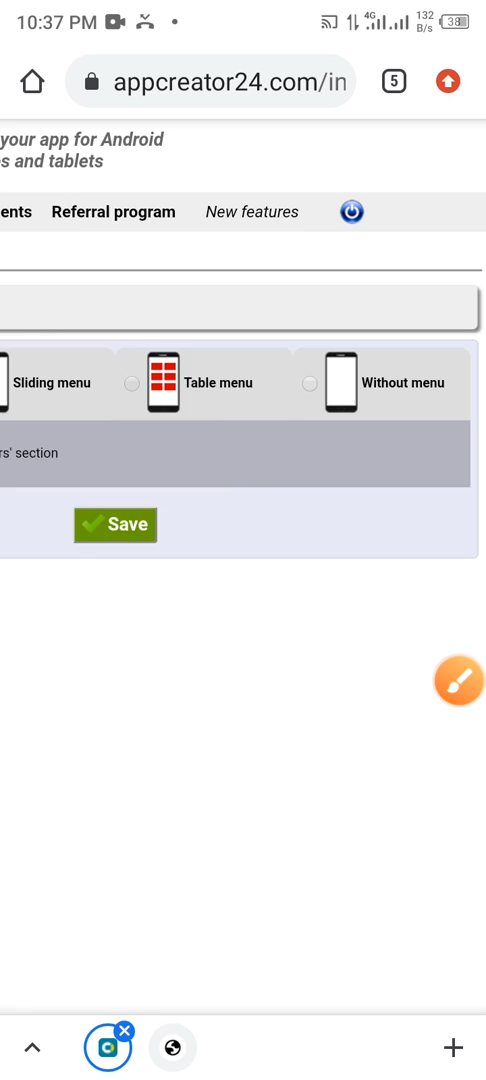 10:37 PM 4G 132 B/s 38
appcreator24.com/in 5
your app for Android
s and tablets
ents Referral program New features
Sliding menu Table menu Without menu
rs' section
Save